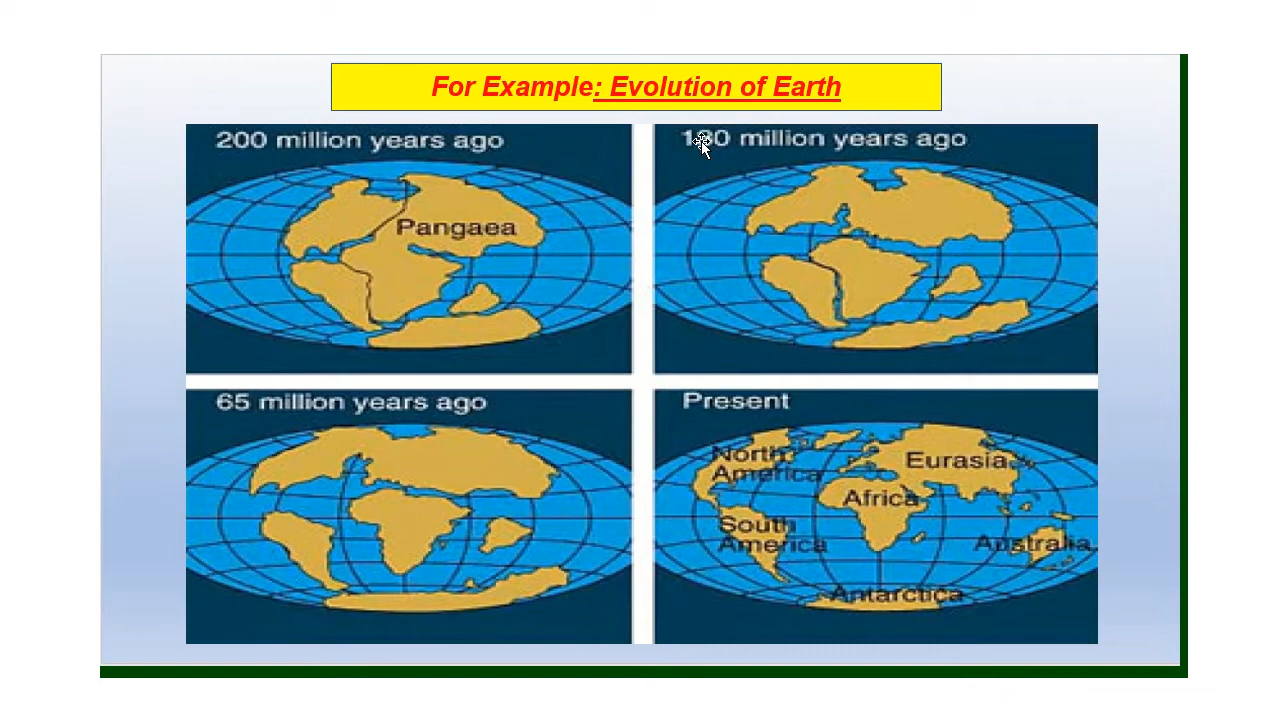 For Example: Evolution of Earth
200 million years ago
million years ago
Pangaea
65 million years ago
Present
North
America
Eurasia
Africa
South
America
Australia
Antarctica